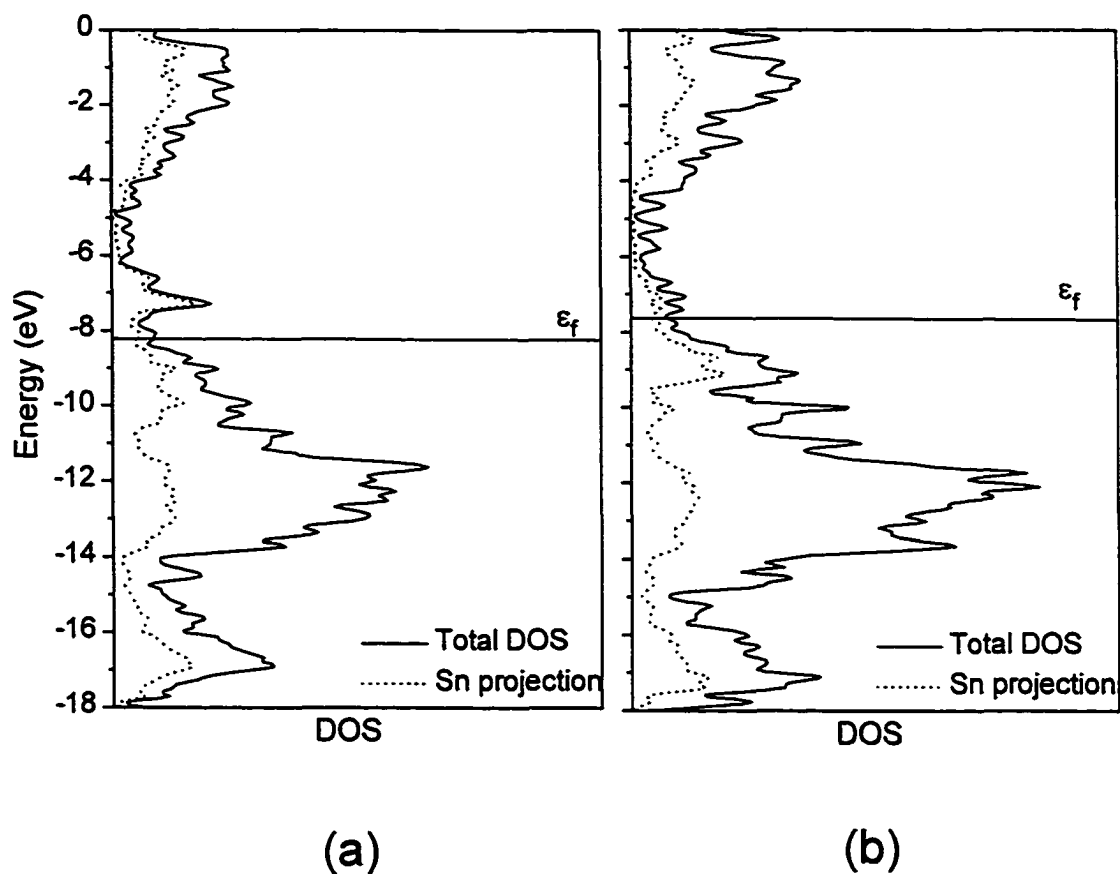 0
-2
-4
-6
-8
-10
-12
-14
-16
-18
Energy (eV)
εf
Total DOS
Sn projection
DOS
(a)
εf
Total DOS
Sn projection
DOS
(b)